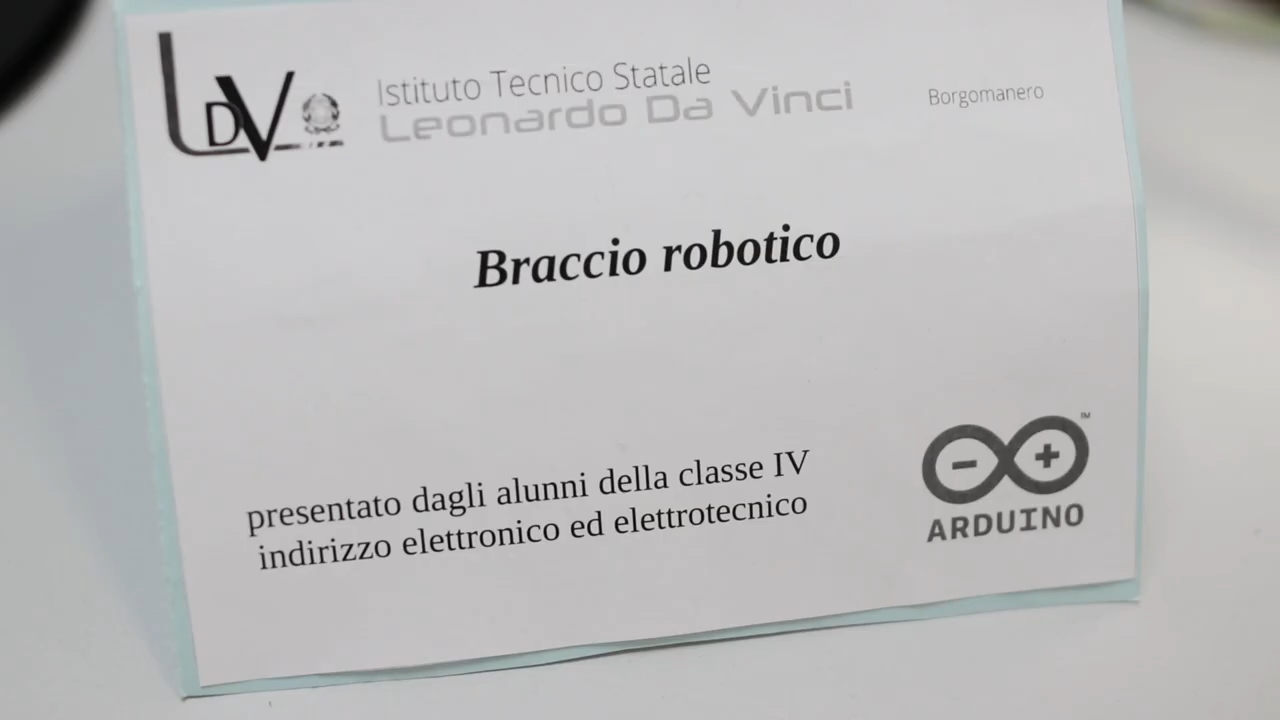 LDV
Istituto Tecnico Statale
Leonardo Da Vinci
Borgomanero
Braccio robotico
presentato dagli alunni della classe IV
indirizzo elettronico ed elettrotecnico
TM
ARDUINO